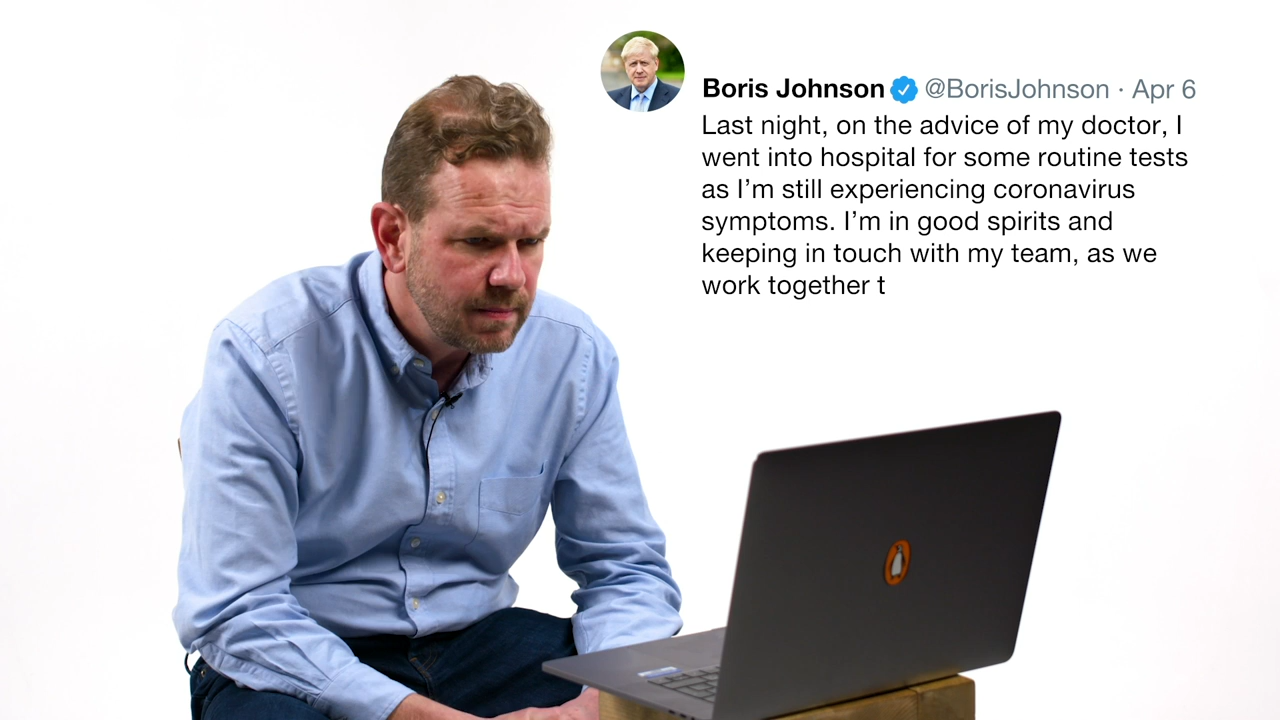 Boris Johnson @BorisJohnson · Apr 6
Last night, on the advice of my doctor, I
went into hospital for some routine tests
as I’m still experiencing coronavirus
symptoms. I’m in good spirits and
keeping in touch with my team, as we
work together t